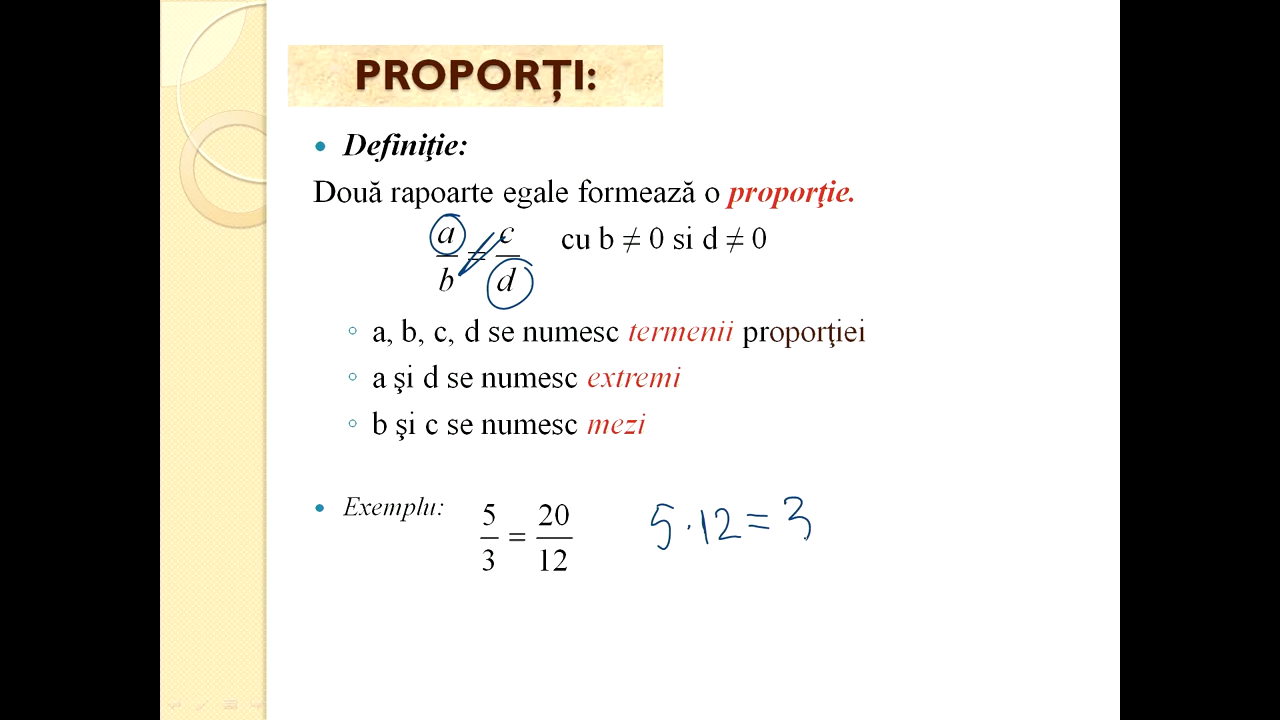 PROPORȚI:
• Definiţie:
Două rapoarte egale formează o proporţie.
a/b = c/d cu b ≠ 0 si d ≠ 0
◦ a, b, c, d se numesc termenii proporţiei
◦ a şi d se numesc extremi
◦ b şi c se numesc mezi
• Exemplu: 5/3 = 20/12 5·12=3